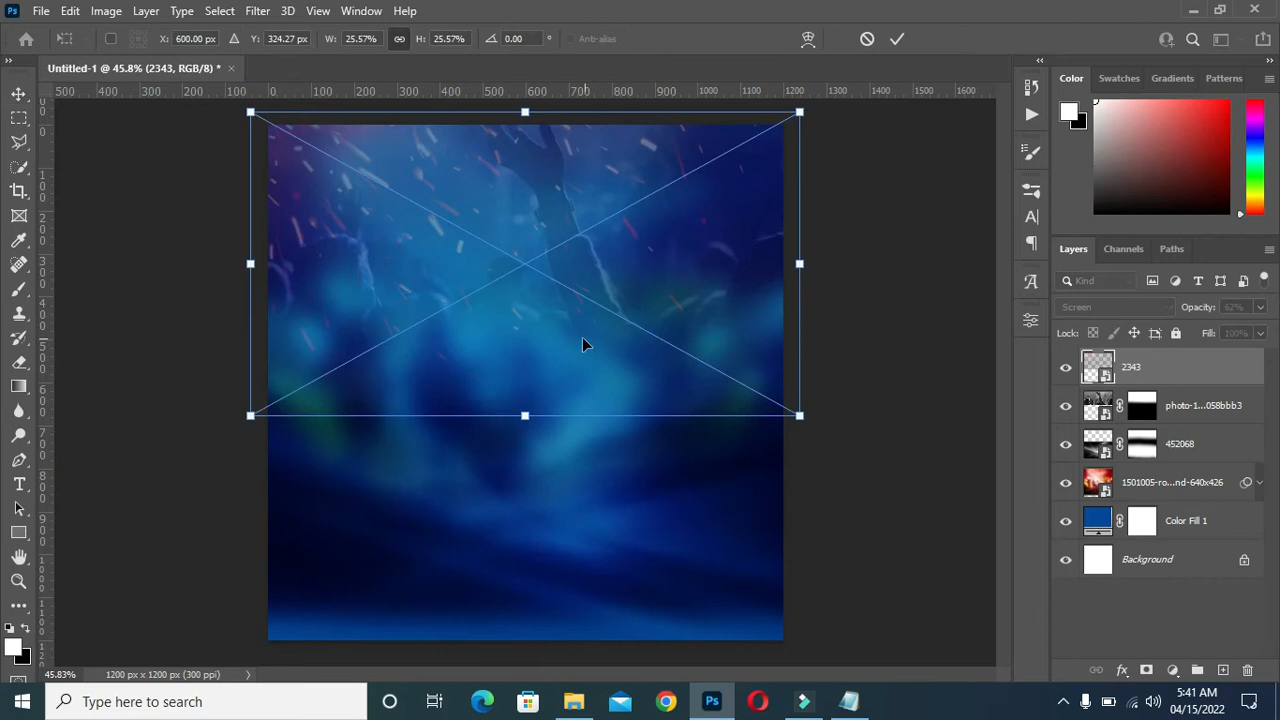 Ps File Edit Image Layer Type Select Filter 3D View Window Help
X: 600.00 px Y: 324.27 px W: 25.57% H: 25.57% 0.00 ° Anti-alias
Untitled-1 @ 45.8% (2343, RGB/8) * ×
500 400 300 200 100 0 100 200 300 400 500 600 700 800 900 1000 1100 1200 1300 1400 1500 1600
Color Swatches Gradients Patterns
Layers Channels Paths
Kind
Screen Opacity: 62%
Lock: Fill: 100%
2343
photo-1...058bbb3
452068
1501005-ro...nd-640x426
Color Fill 1
Background
45.83% 1200 px x 1200 px (300 ppi)
Type here to search
Ps
5:41 AM
04/15/2022